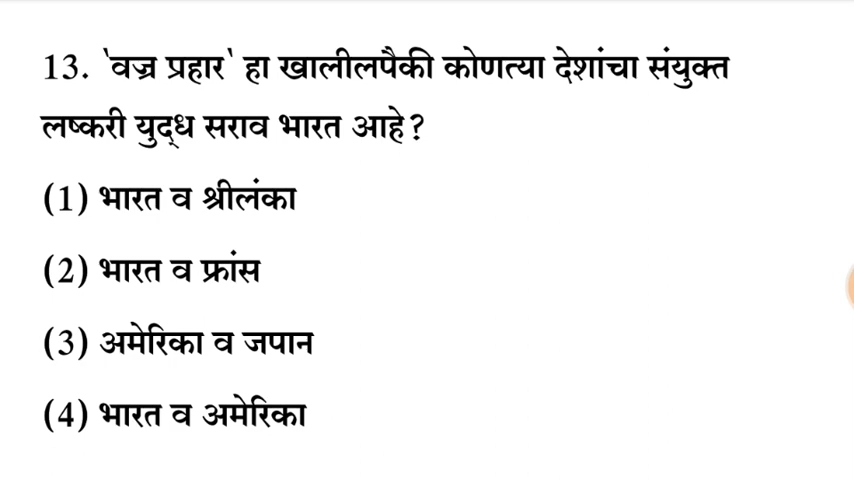 13. 'वज्र प्रहार' हा खालीलपैकी कोणत्या देशांचा संयुक्त
लष्करी युद्ध सराव भारत आहे?
(1) भारत व श्रीलंका
(2) भारत व फ्रांस
(3) अमेरिका व जपान
(4) भारत व अमेरिका